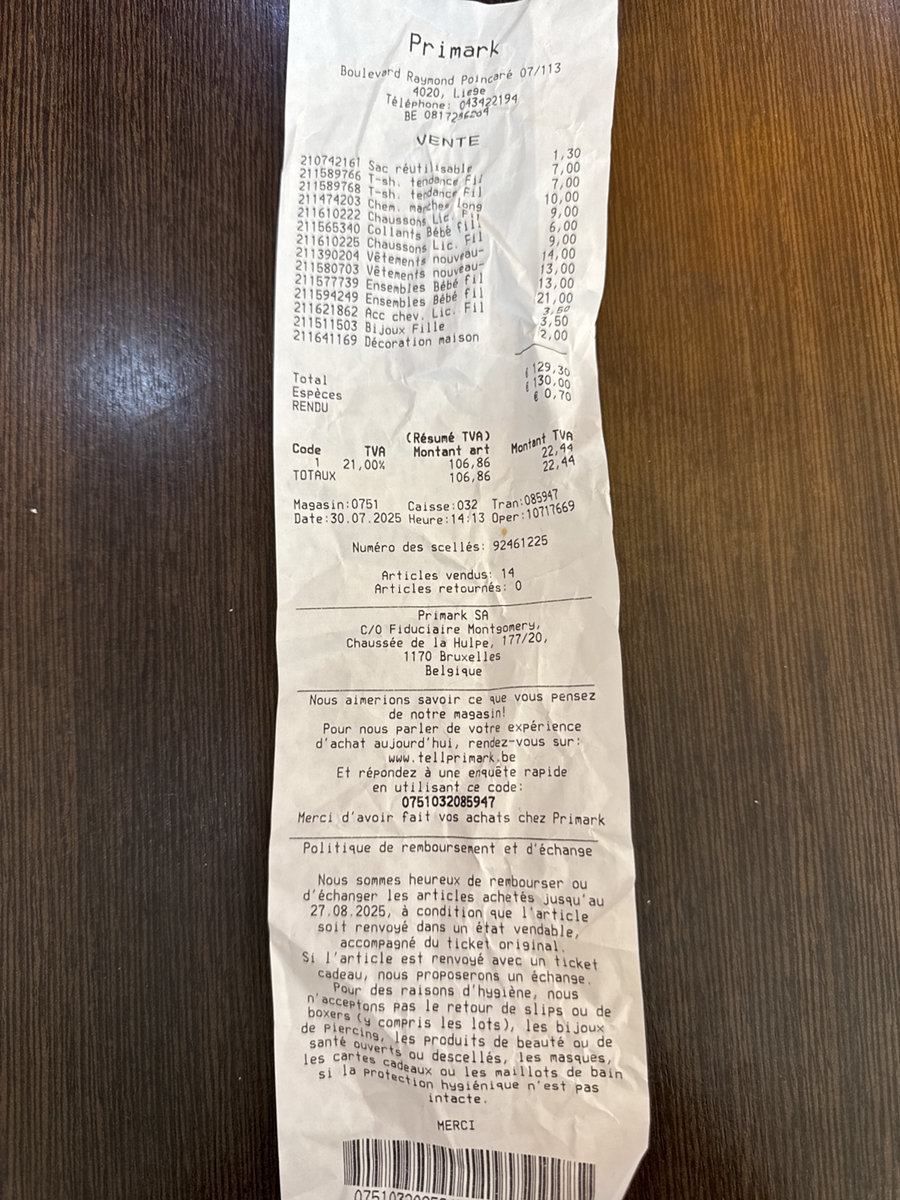 Primark
Boulevard Raymond Poincaré 07/113
4020, Liege
Téléphone: 043422194
BE
VENTE
210742161 Sac réutilisable 1,30
211589766 T-sh. tendance Fil 7,00
211589768 T-sh. tendance Fil 7,00
211474203 Chem. marches long 10,00
211610222 Chaussons Lic. Fil 9,00
211565340 Collants Bébé fill 6,00
211610225 Chaussons Lic. Fil 9,00
211390204 Vêtements nouveau- 14,00
211580703 Vêtements nouveau- 13,00
211577739 Ensembles Bébé fil 13,00
211594249 Ensembles Bébé fil 21,00
211621862 Acc chev. Lic. Fil 3,50
211511503 Bijoux Fille 3,50
211641169 Décoration maison 2,00
Total € 129,30
Espèces € 130,00
RENDU € 0,70
(Résumé TVA)
Code TVA Montant art Montant TVA
1 21,00% 106,86 22,44
TOTAUX 106,86 22,44
Magasin:0751 Caisse:032 Tran:085947
Date:30.07.2025 Heure:14:13 Oper:10717669
Numéro des scellés: 92461225
Articles vendus: 14
Articles retournés: 0
Primark SA
C/O Fiduciaire Montgomery,
Chaussée de la Hulpe, 177/20,
1170 Bruxelles
Belgique
Nous aimerions savoir ce que vous pensez
de notre magasin!
Pour nous parler de votre expérience
d'achat aujourd'hui, rendez-vous sur:
www.tellprimark.be
Et répondez à une enquête rapide
en utilisant ce code:
0751032085947
Merci d'avoir fait vos achats chez Primark
Politique de remboursement et d'échange
Nous sommes heureux de rembourser ou
d'échanger les articles achetés jusqu'au
27.08.2025, à condition que l'article
soit renvoyé dans un état vendable,
accompagné du ticket original.
Si l'article est renvoyé avec un ticket
cadeau, nous proposerons un échange.
Pour des raisons d'hygiène, nous
n'acceptons pas le retour de slips ou de
boxers (y compris les lots), les bijoux
de piercing, les produits de beauté ou de
santé ouverts ou descellés, les masques,
les cartes cadeaux ou les maillots de bain
si la protection hygiénique n'est pas
intacte.
MERCI